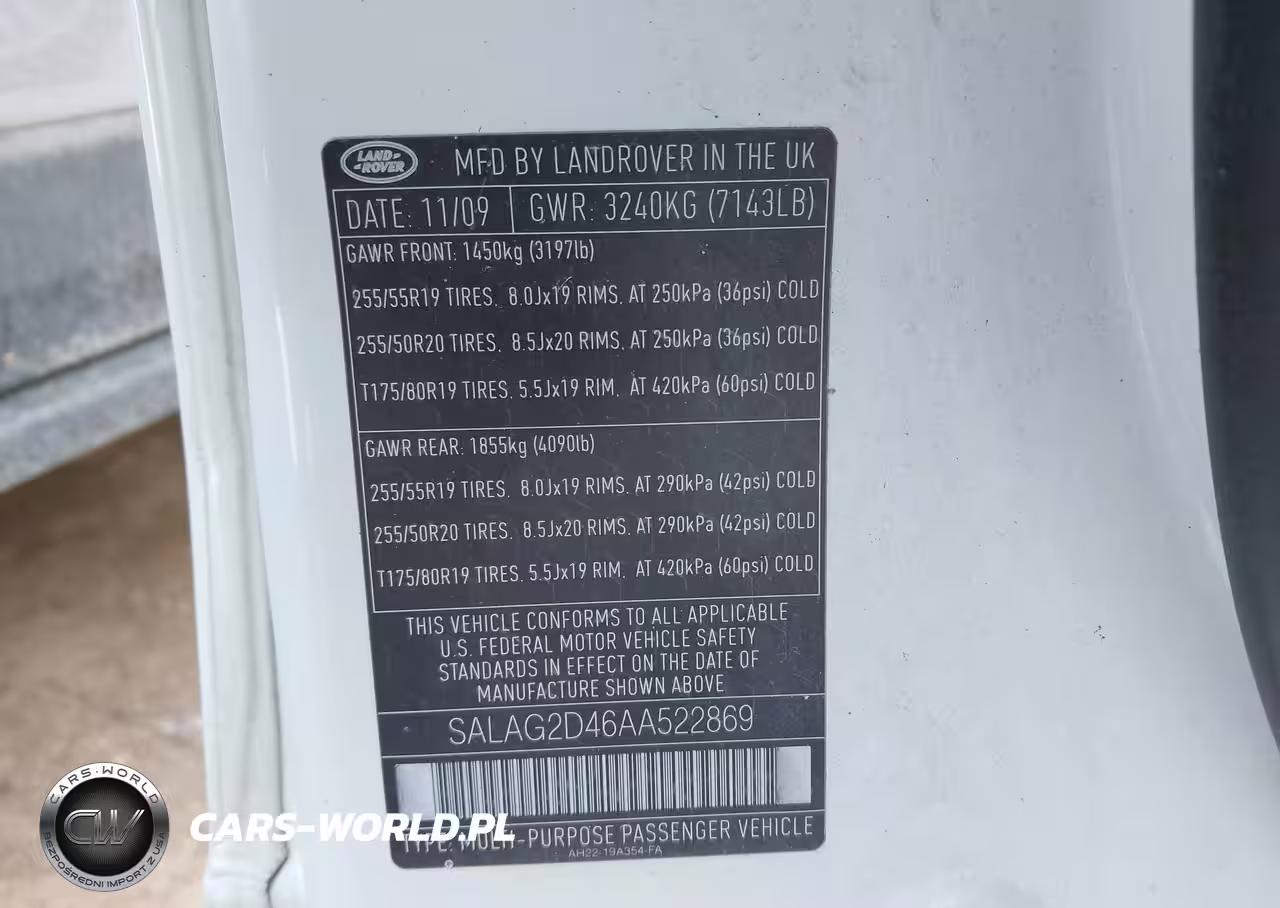 LAND-ROVER
MFD BY LANDROVER IN THE UK
DATE: 11/09 GWR: 3240KG (7143LB)
GAWR FRONT: 1450kg (3197lb)
255/55R19 TIRES. 8.0Jx19 RIMS. AT 250kPa (36psi) COLD
255/50R20 TIRES. 8.5Jx20 RIMS. AT 250kPa (36psi) COLD
T175/80R19 TIRES. 5.5Jx19 RIM. AT 420kPa (60psi) COLD
GAWR REAR: 1855kg (4090lb)
255/55R19 TIRES. 8.0Jx19 RIMS. AT 290kPa (42psi) COLD
255/50R20 TIRES. 8.5Jx20 RIMS. AT 290kPa (42psi) COLD
T175/80R19 TIRES. 5.5Jx19 RIM. AT 420kPa (60psi) COLD
THIS VEHICLE CONFORMS TO ALL APPLICABLE
U.S. FEDERAL MOTOR VEHICLE SAFETY
STANDARDS IN EFFECT ON THE DATE OF
MANUFACTURE SHOWN ABOVE
SALAG2D46AA522869
TYPE: MULTI-PURPOSE PASSENGER VEHICLE
AH22-19A354-FA
CARS-WORLD
CW
BEZPOŚREDNI IMPORT Z USA
CARS-WORLD.PL